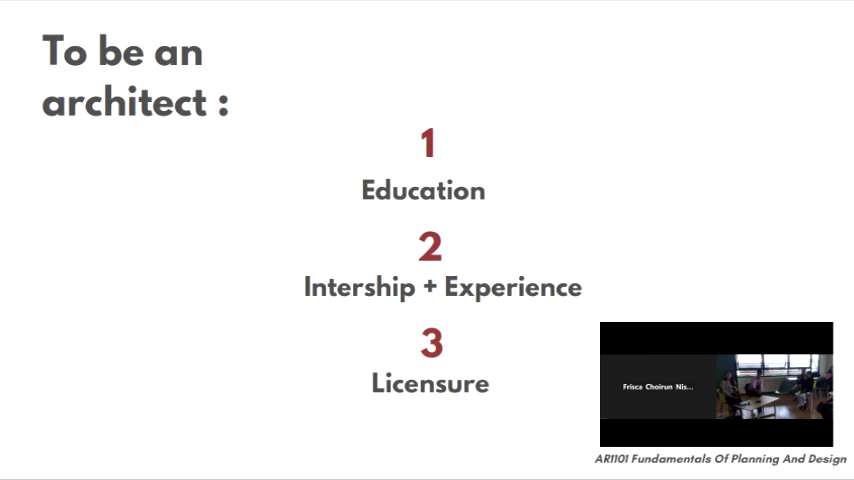 To be an
architect :
1
Education
2
Intership + Experience
3
Licensure
Frisca Choirun Nis...
AR1101 Fundamentals Of Planning And Design